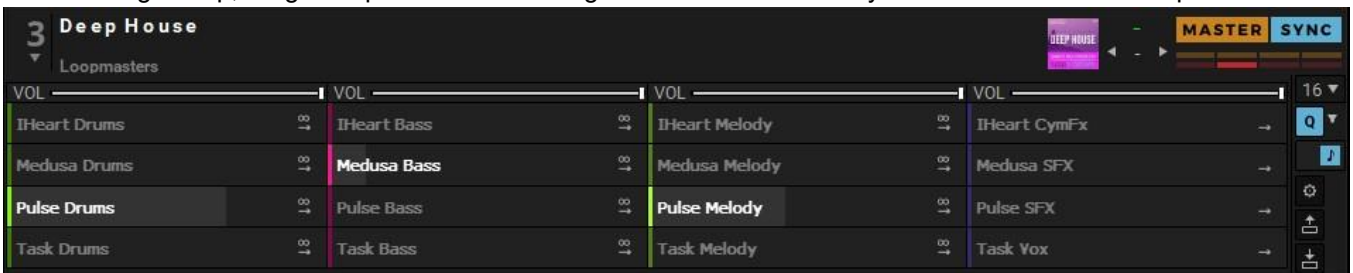 3 Deep House
Loopmasters
DEEP HOUSE
MASTER SYNC
VOL VOL VOL VOL 16
IHeart Drums IHeart Bass IHeart Melody IHeart CymFx Q
Medusa Drums Medusa Bass Medusa Melody Medusa SFX
Pulse Drums Pulse Bass Pulse Melody Pulse SFX
Task Drums Task Bass Task Melody Task Vox